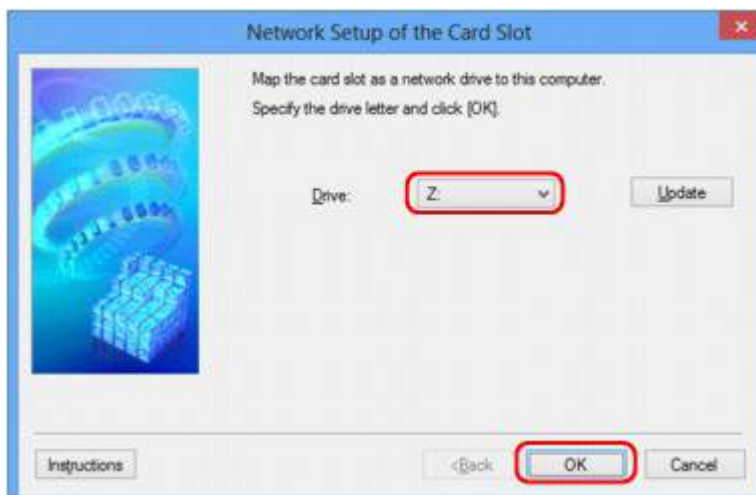 Network Setup of the Card Slot
Map the card slot as a network drive to this computer.
Specify the drive letter and click [OK].
Drive: Z: Update
Instructions <Back OK Cancel